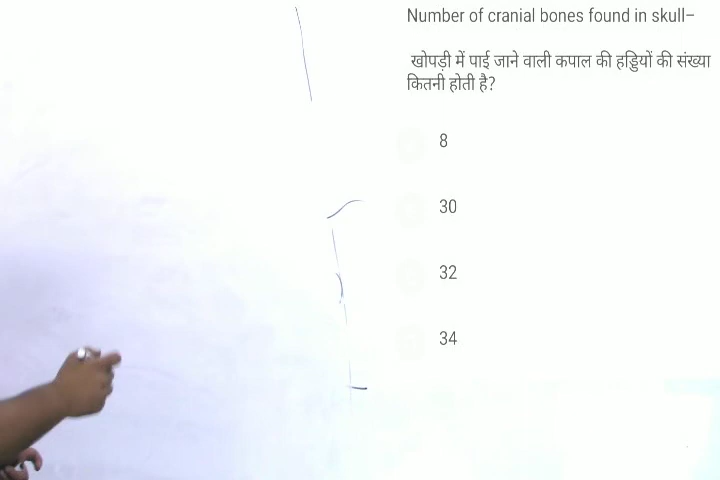 Number of cranial bones found in skull–
खोपड़ी में पाई जाने वाली कपाल की हड्डियों की संख्या
कितनी होती है?
8
30
32
34